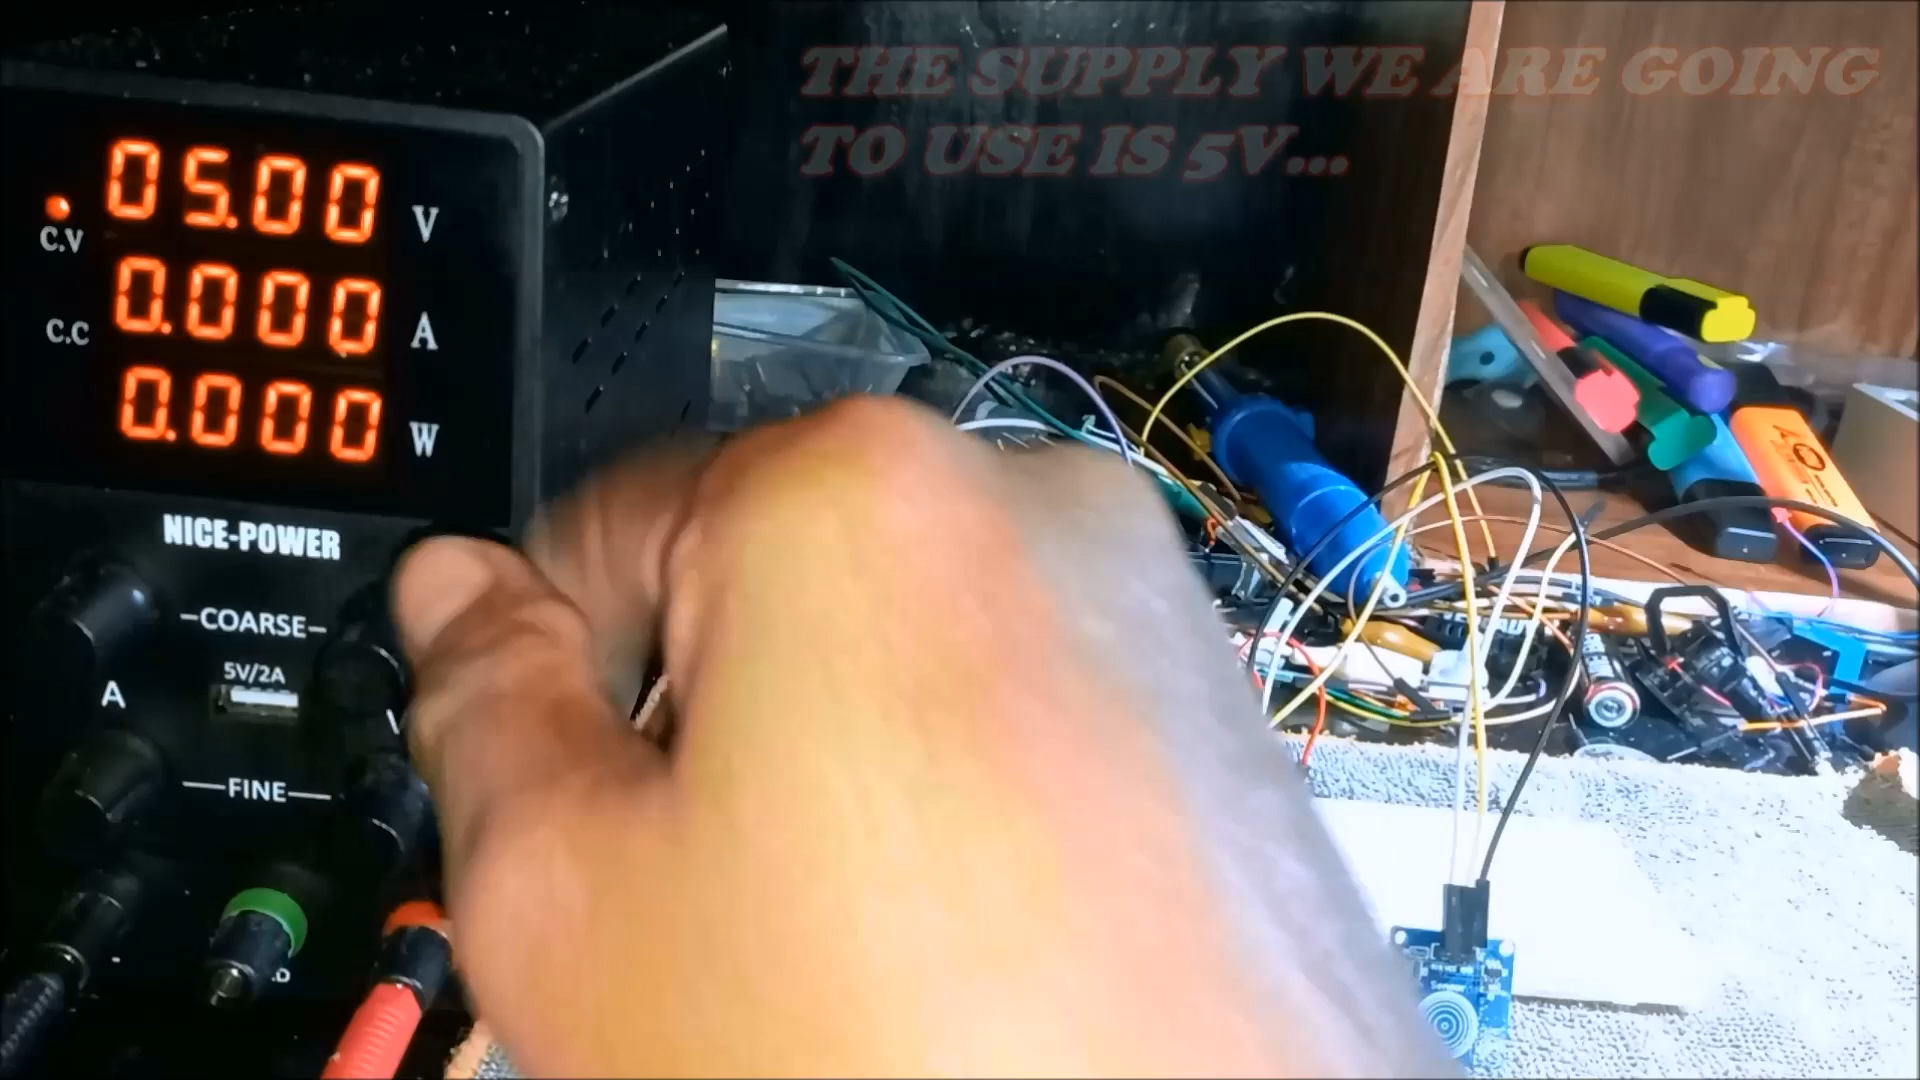 THE SUPPLY WE ARE GOING
TO USE IS 5V...
05.00 V
C.V
0.000 A
C.C
0.000 W
NICE-POWER
COARSE
5V/2A
A
FINE
-
Sensor